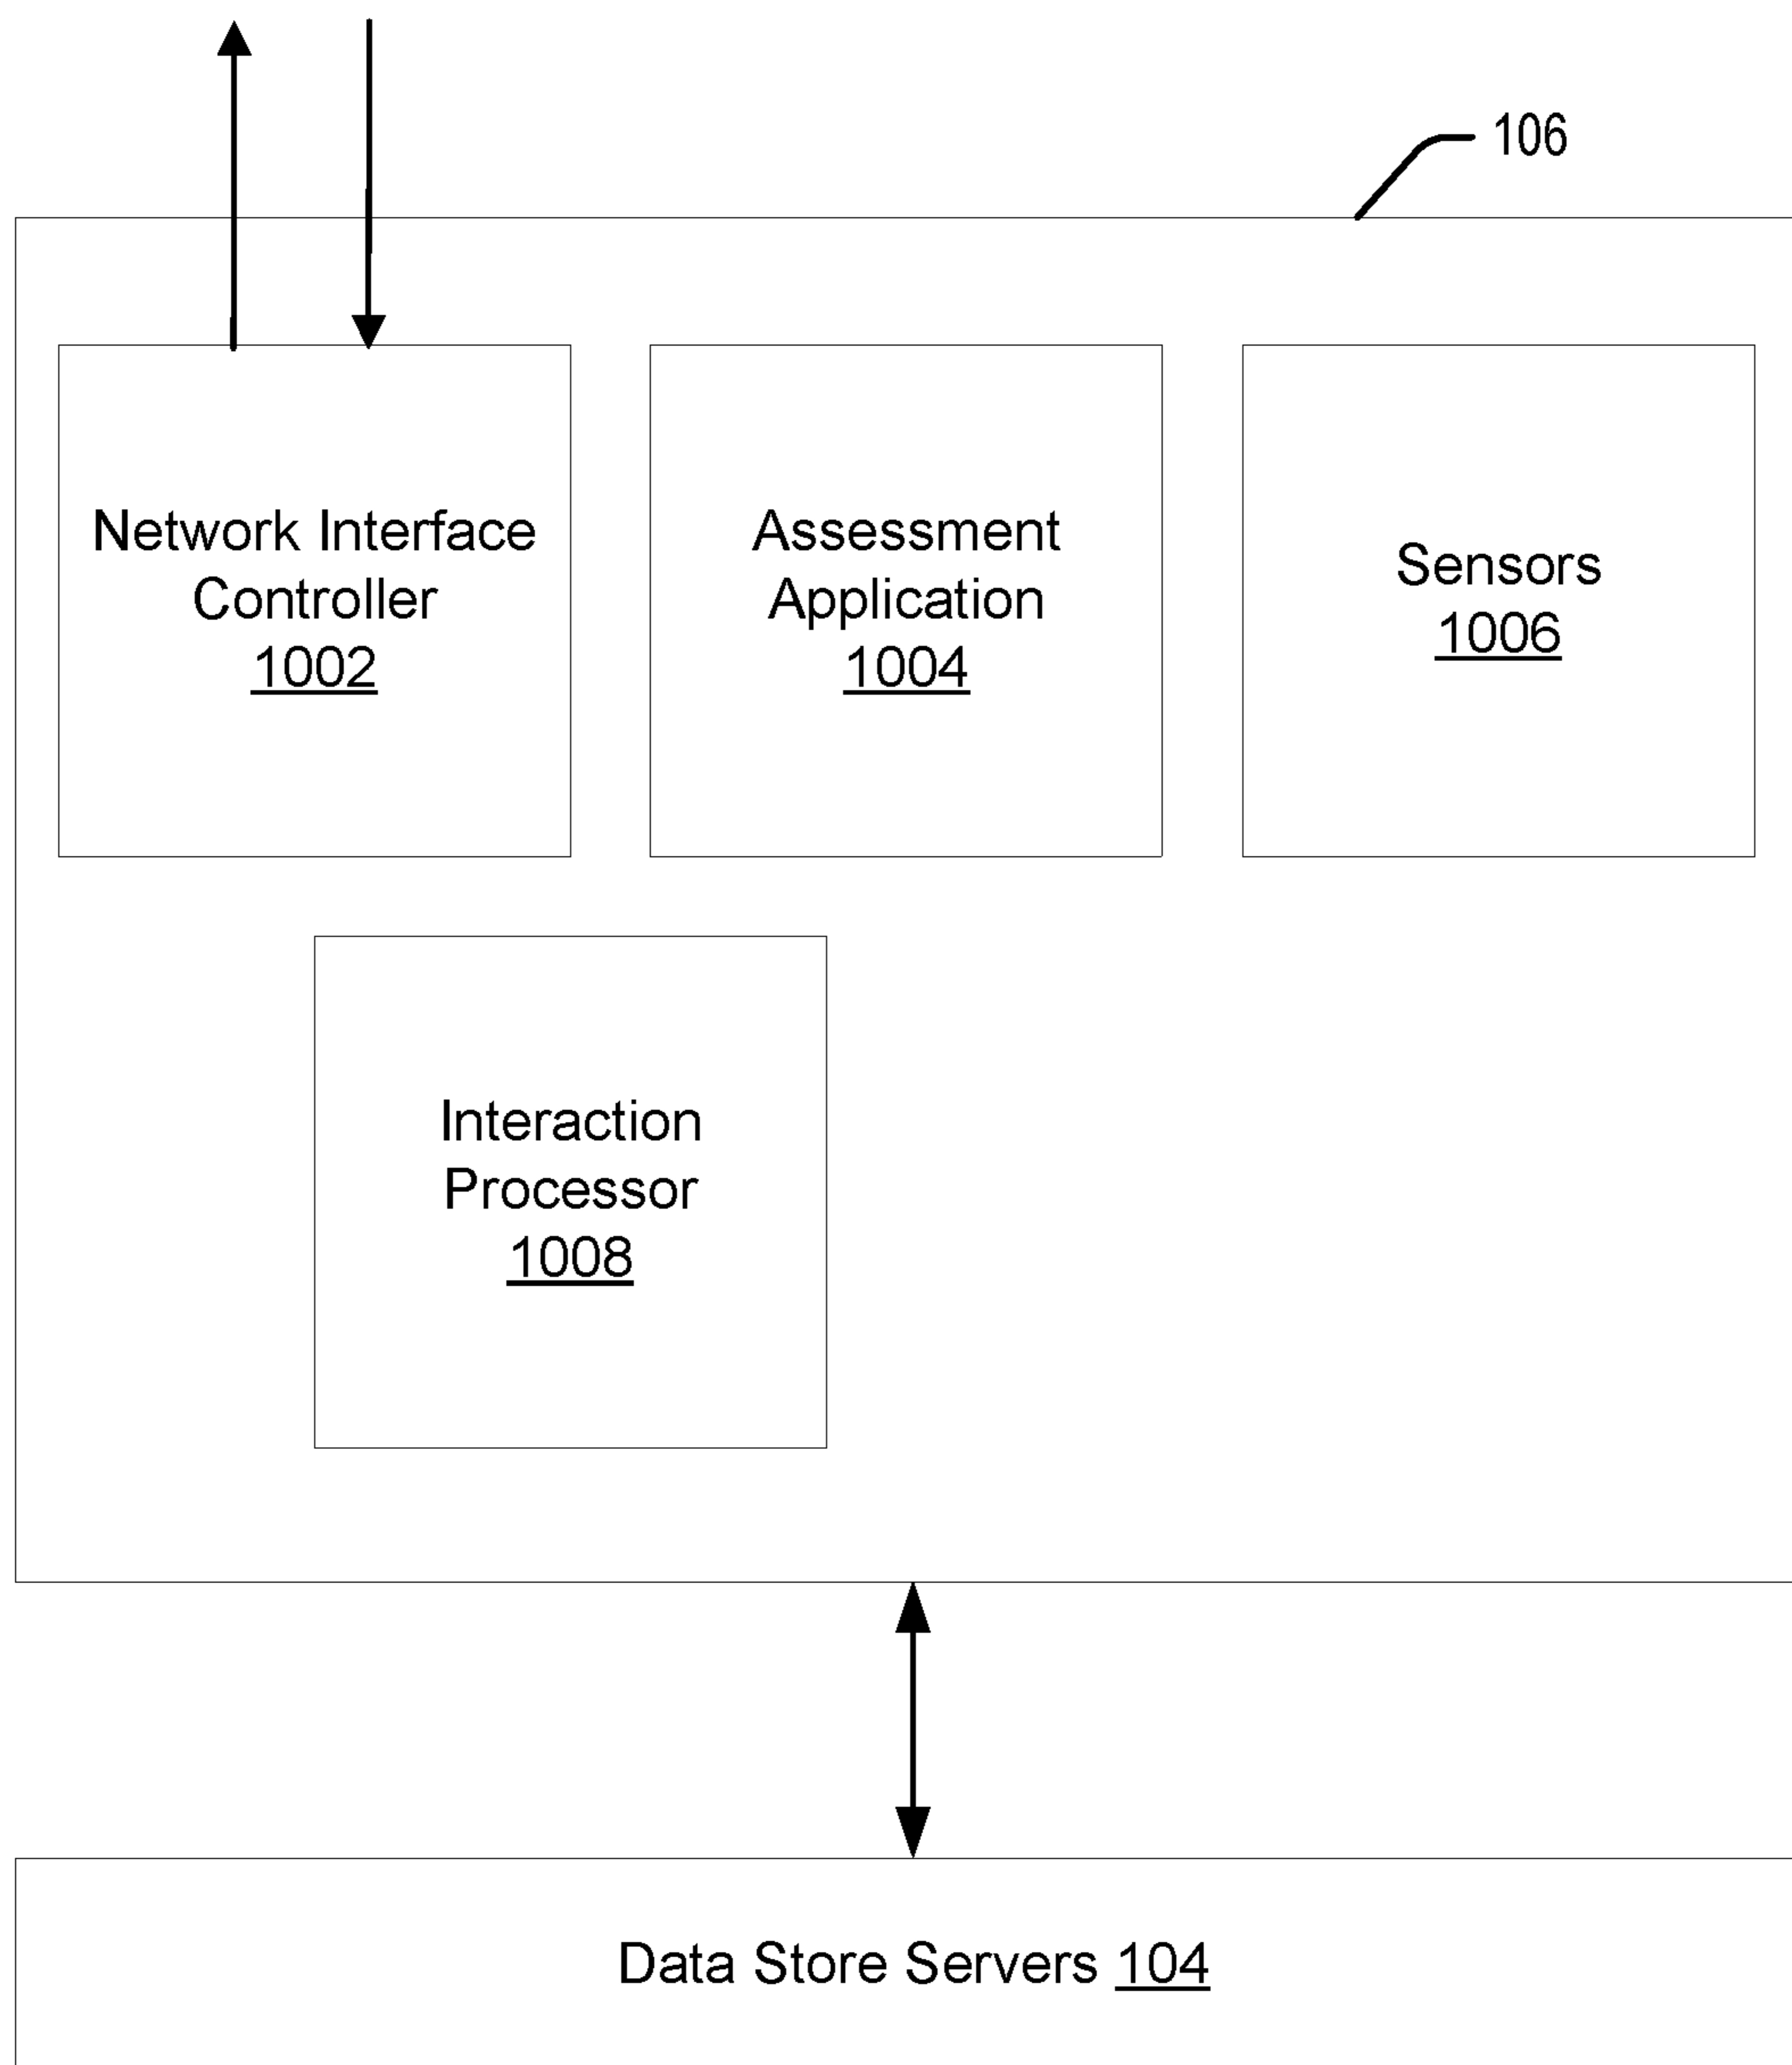 106
Network Interface
Controller
1002
Assessment
Application
1004
Sensors
1006
Interaction
Processor
1008
Data Store Servers 104